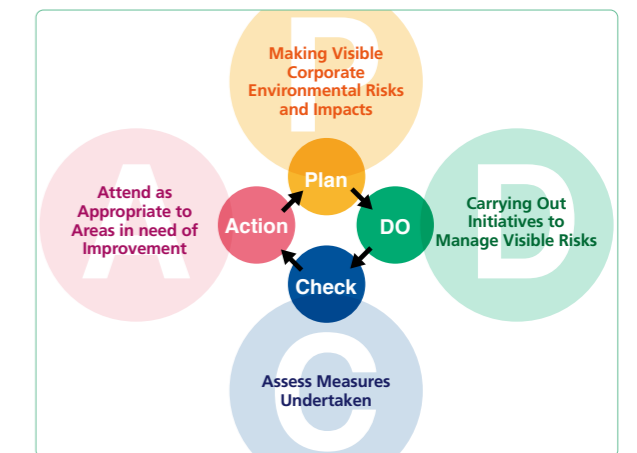 P
Making Visible
Corporate
Environmental Risks
and Impacts
Plan
A
Attend as
Appropriate to
Areas in need of
Improvement
Action
DO
D
Carrying Out
Initiatives to
Manage Visible Risks
Check
C
Assess Measures
Undertaken